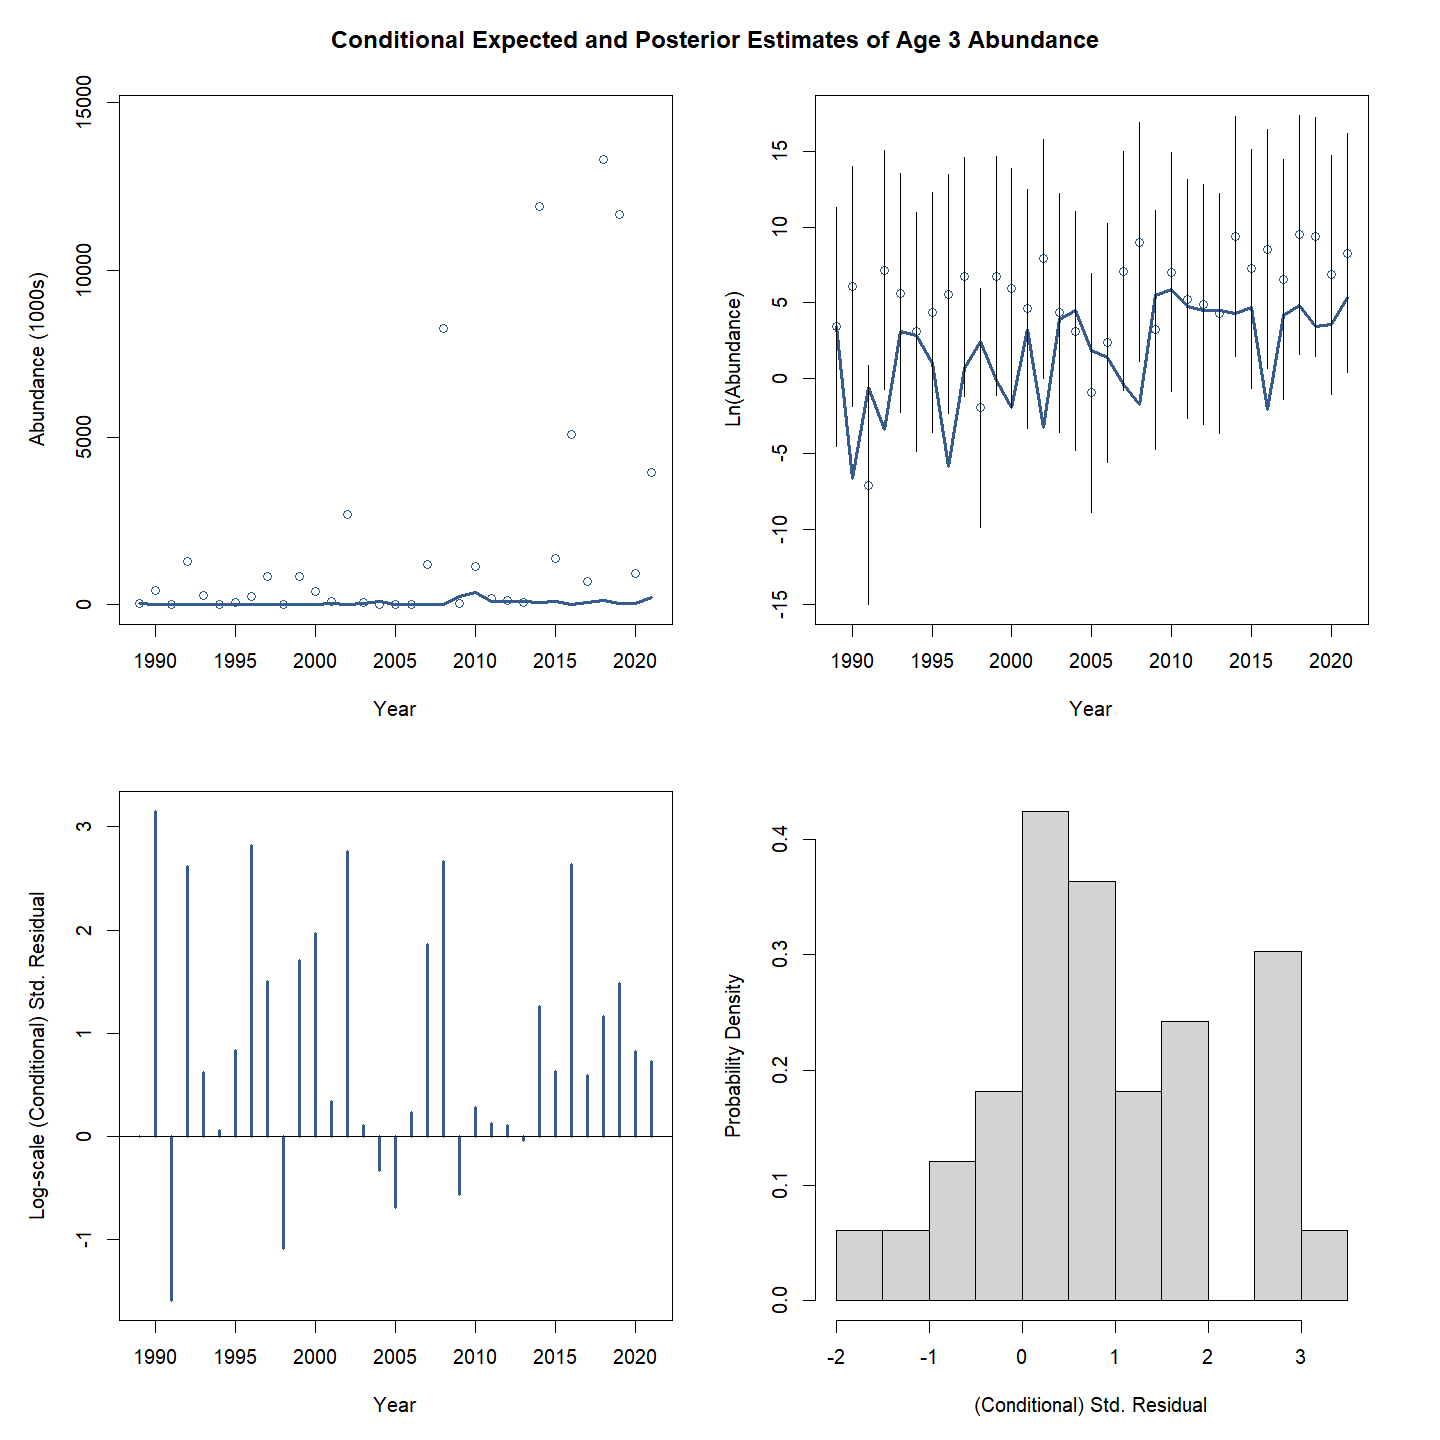 Conditional Expected and Posterior Estimates of Age 3 Abundance
Abundance (1000s)
15000
10000
5000
0
1990 1995 2000 2005 2010 2015 2020
Year
Ln(Abundance)
15
10
5
0
-5
-10
-15
1990 1995 2000 2005 2010 2015 2020
Year
Log-scale (Conditional) Std. Residual
3
2
1
0
-1
1990 1995 2000 2005 2010 2015 2020
Year
Probability Density
0.4
0.3
0.2
0.1
0.0
-2 -1 0 1 2 3
(Conditional) Std. Residual